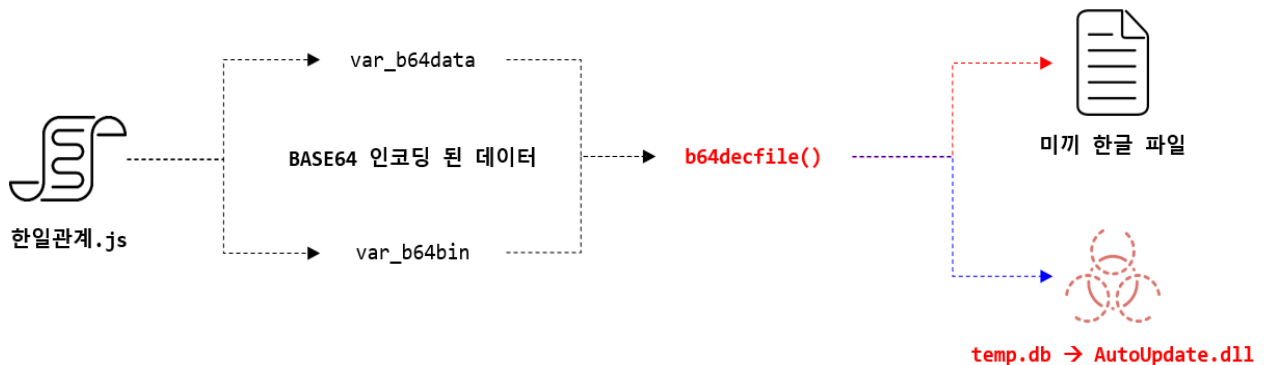 한일관계.js
var_b64data
BASE64 인코딩 된 데이터
var_b64bin
b64decfile()
미끼 한글 파일
temp.db → AutoUpdate.dll